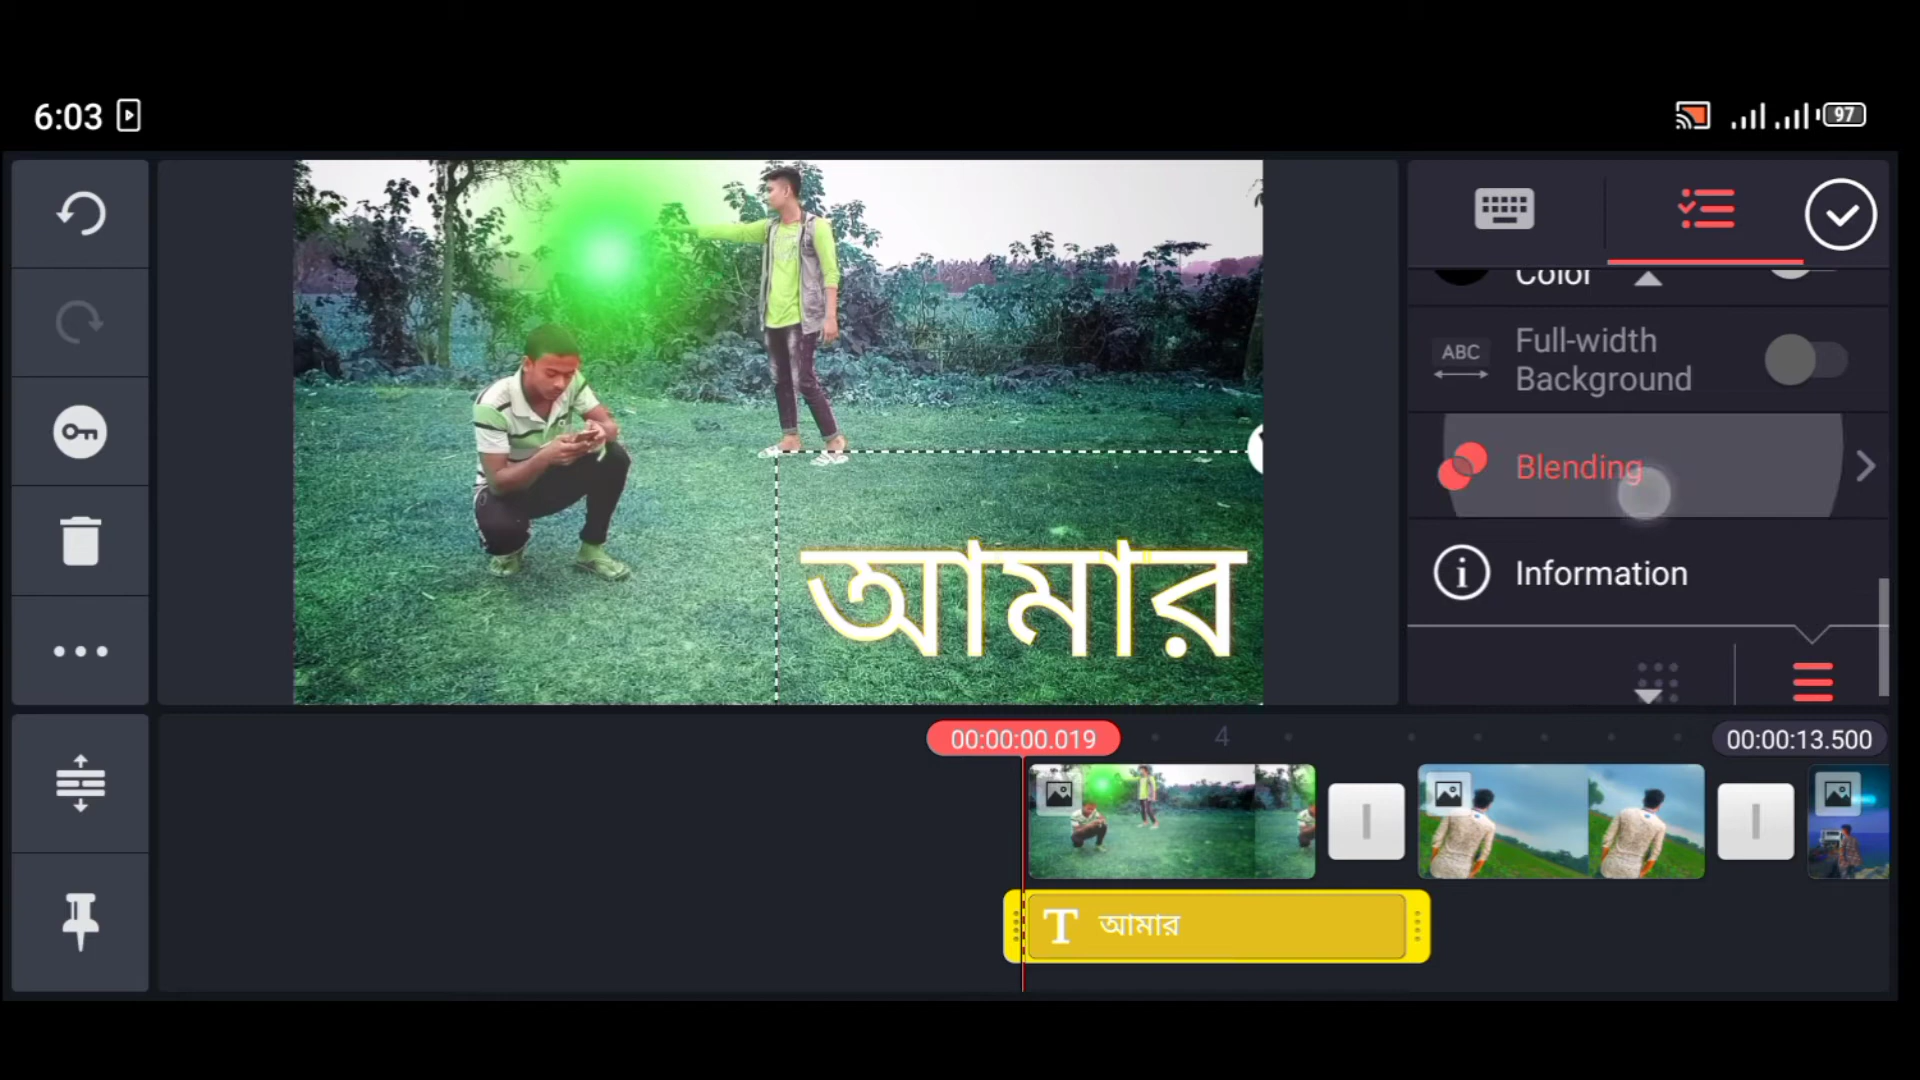 6:03
97
Color
ABC
Full-width
Background
Blending
Information
আমার
00:00:00.019
4
00:00:13.500
T আমার